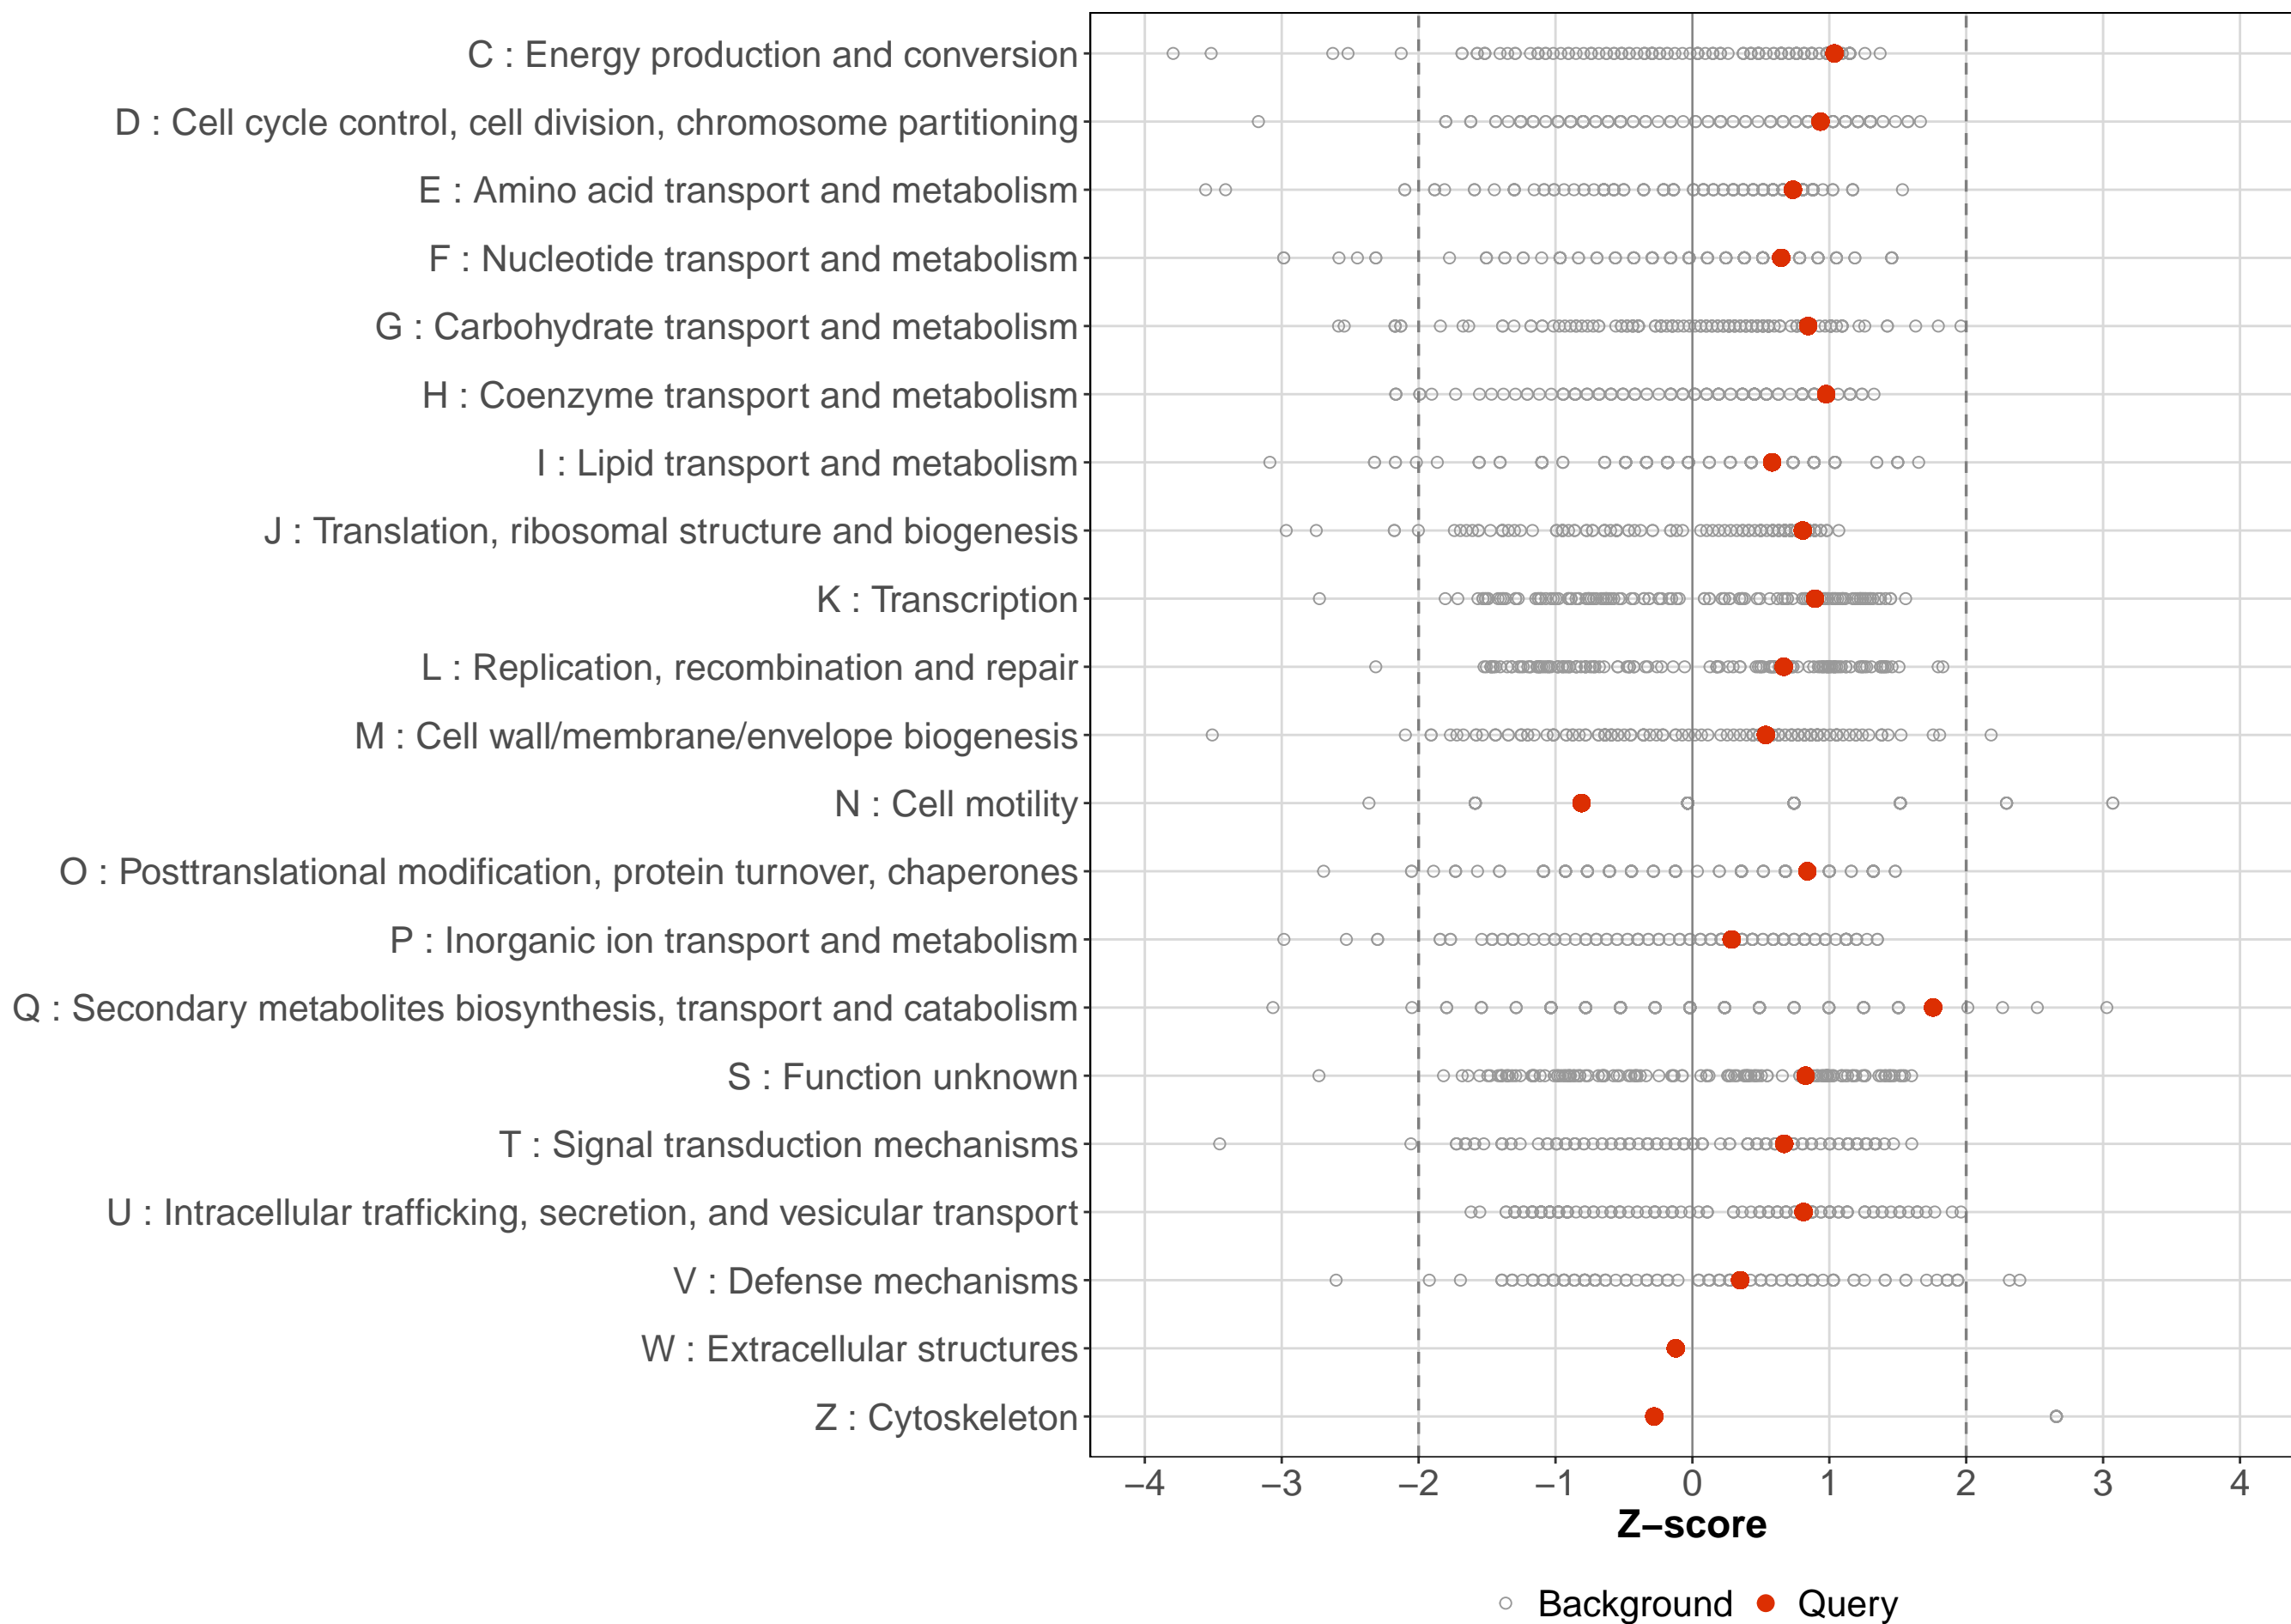 C : Energy production and conversion
D : Cell cycle control, cell division, chromosome partitioning
E : Amino acid transport and metabolism
F : Nucleotide transport and metabolism
G : Carbohydrate transport and metabolism
H : Coenzyme transport and metabolism
I : Lipid transport and metabolism
J : Translation, ribosomal structure and biogenesis
K : Transcription
L : Replication, recombination and repair
M : Cell wall/membrane/envelope biogenesis
N : Cell motility
O : Posttranslational modification, protein turnover, chaperones
P : Inorganic ion transport and metabolism
Q : Secondary metabolites biosynthesis, transport and catabolism
S : Function unknown
T : Signal transduction mechanisms
U : Intracellular trafficking, secretion, and vesicular transport
V : Defense mechanisms
W : Extracellular structures
Z : Cytoskeleton
−4 −3 −2 −1 0 1 2 3 4
Z−score
Background Query